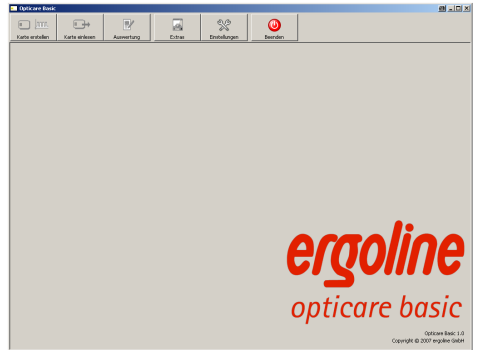 Opticare Basic
Karte erstellen Karte einlesen Auswertung Extras Einstellungen Beenden
ergoline
opticare basic
Opticare Basic 1.0
Copyright @ 2007 ergoline GmbH